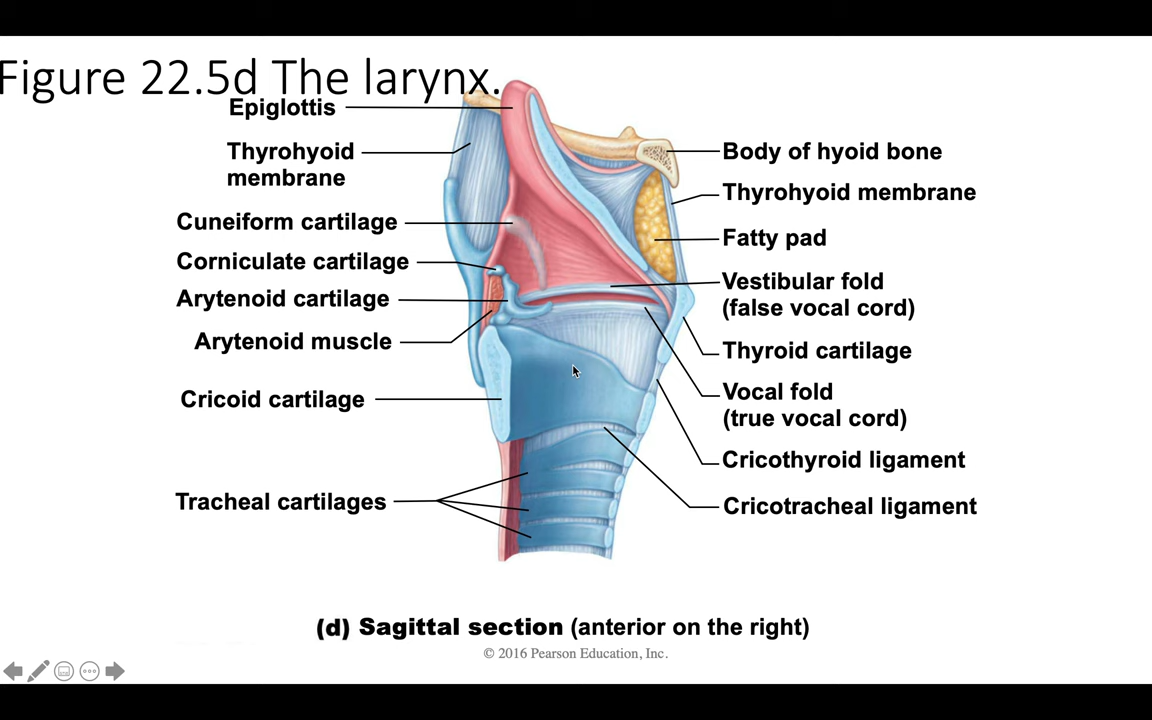 Figure 22.5d The larynx.
Epiglottis
Thyrohyoid
membrane
Cuneiform cartilage
Corniculate cartilage
Arytenoid cartilage
Arytenoid muscle
Cricoid cartilage
Tracheal cartilages
Body of hyoid bone
Thyrohyoid membrane
Fatty pad
Vestibular fold
(false vocal cord)
Thyroid cartilage
Vocal fold
(true vocal cord)
Cricothyroid ligament
Cricotracheal ligament
(d) Sagittal section (anterior on the right)
© 2016 Pearson Education, Inc.